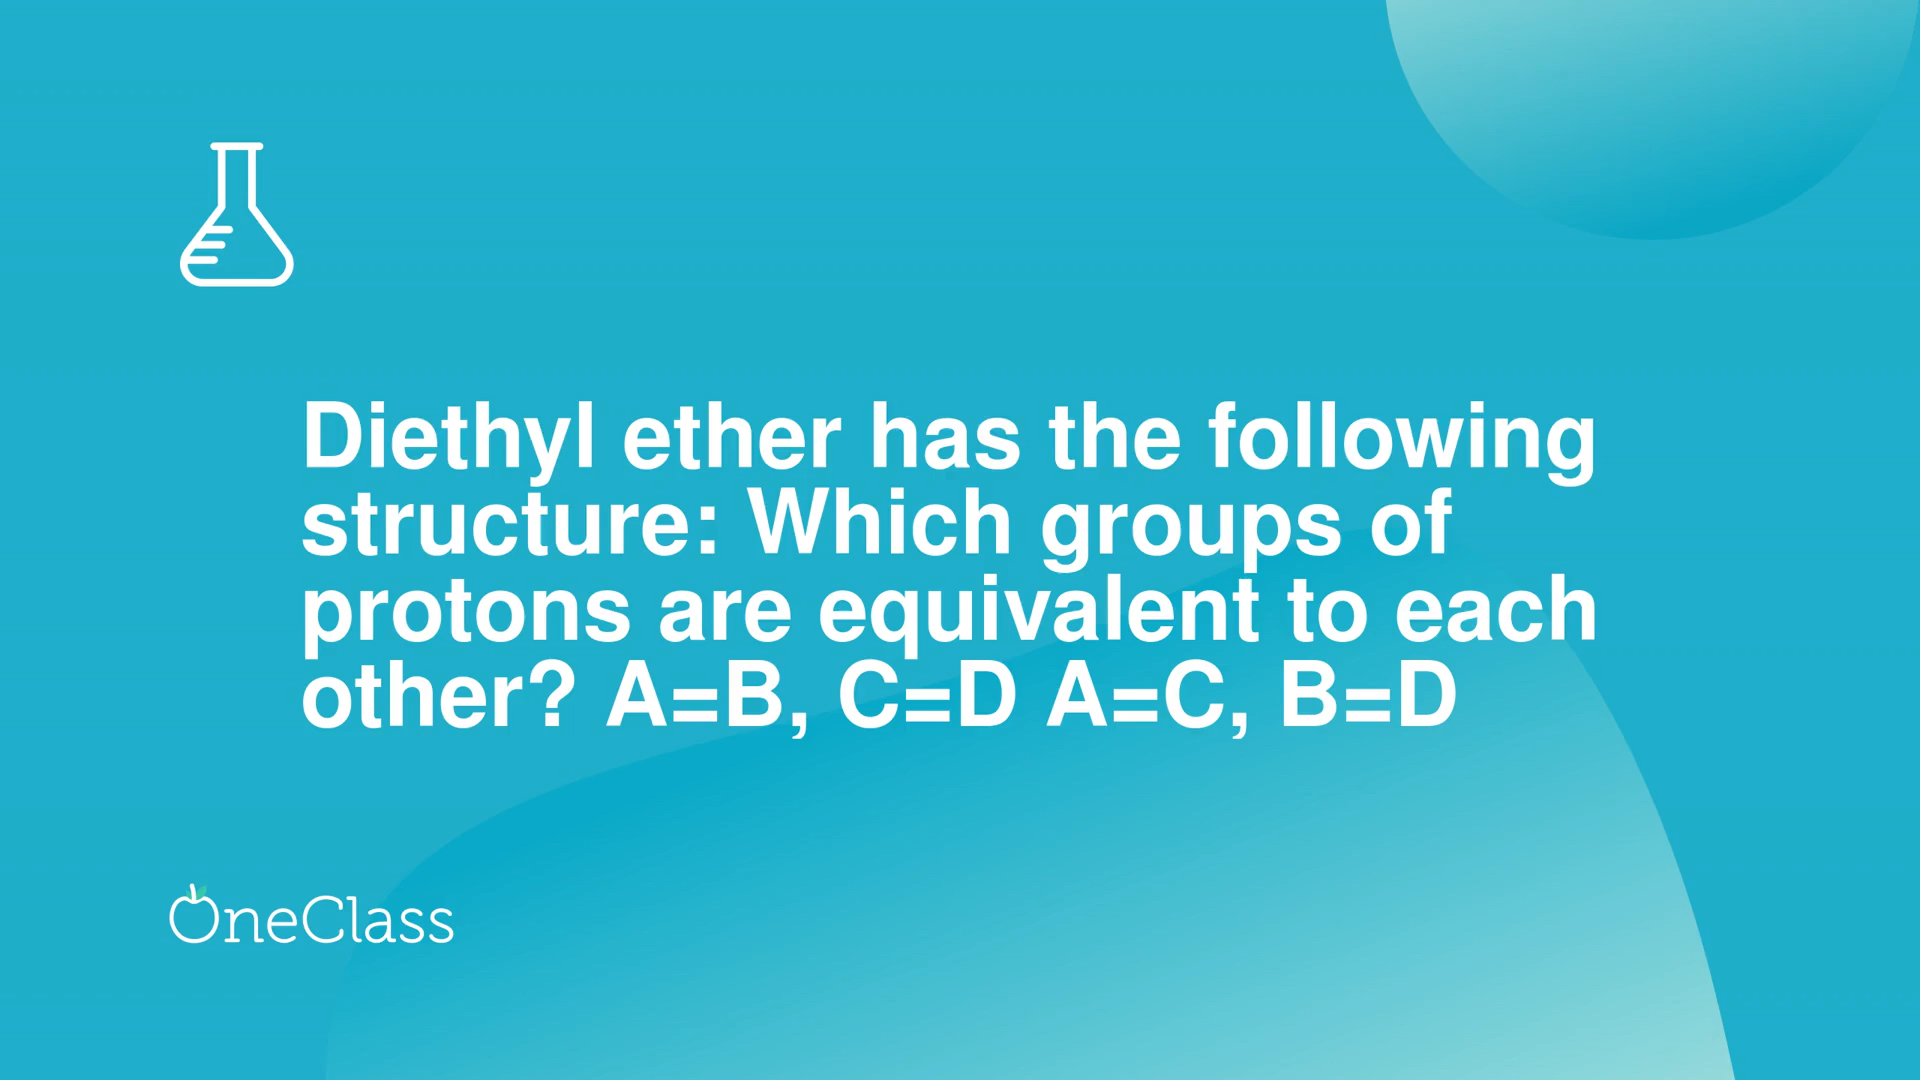 Diethyl ether has the following
structure: Which groups of
protons are equivalent to each
other? A=B, C=D A=C, B=D
OneClass